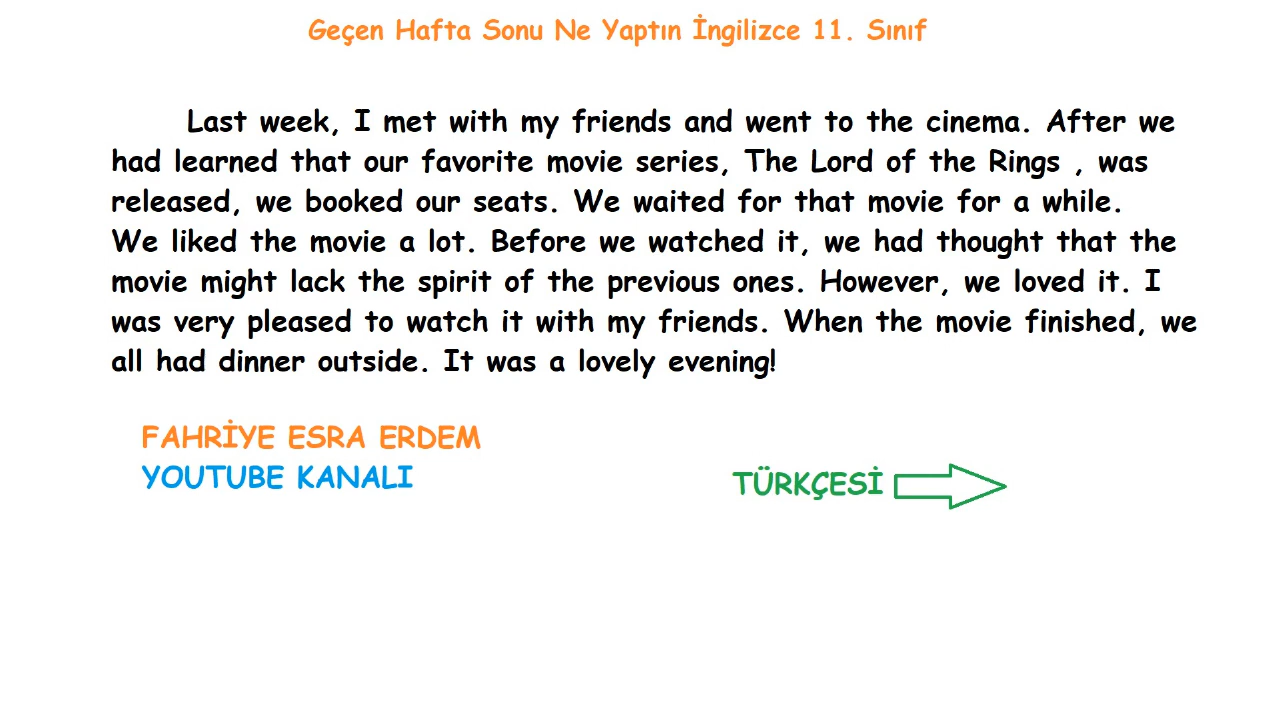 Geçen Hafta Sonu Ne Yaptın İngilizce 11. Sınıf
Last week, I met with my friends and went to the cinema. After we
had learned that our favorite movie series, The Lord of the Rings , was
released, we booked our seats. We waited for that movie for a while.
We liked the movie a lot. Before we watched it, we had thought that the
movie might lack the spirit of the previous ones. However, we loved it. I
was very pleased to watch it with my friends. When the movie finished, we
all had dinner outside. It was a lovely evening!
FAHRİYE ESRA ERDEM
YOUTUBE KANALI
TÜRKÇESİ